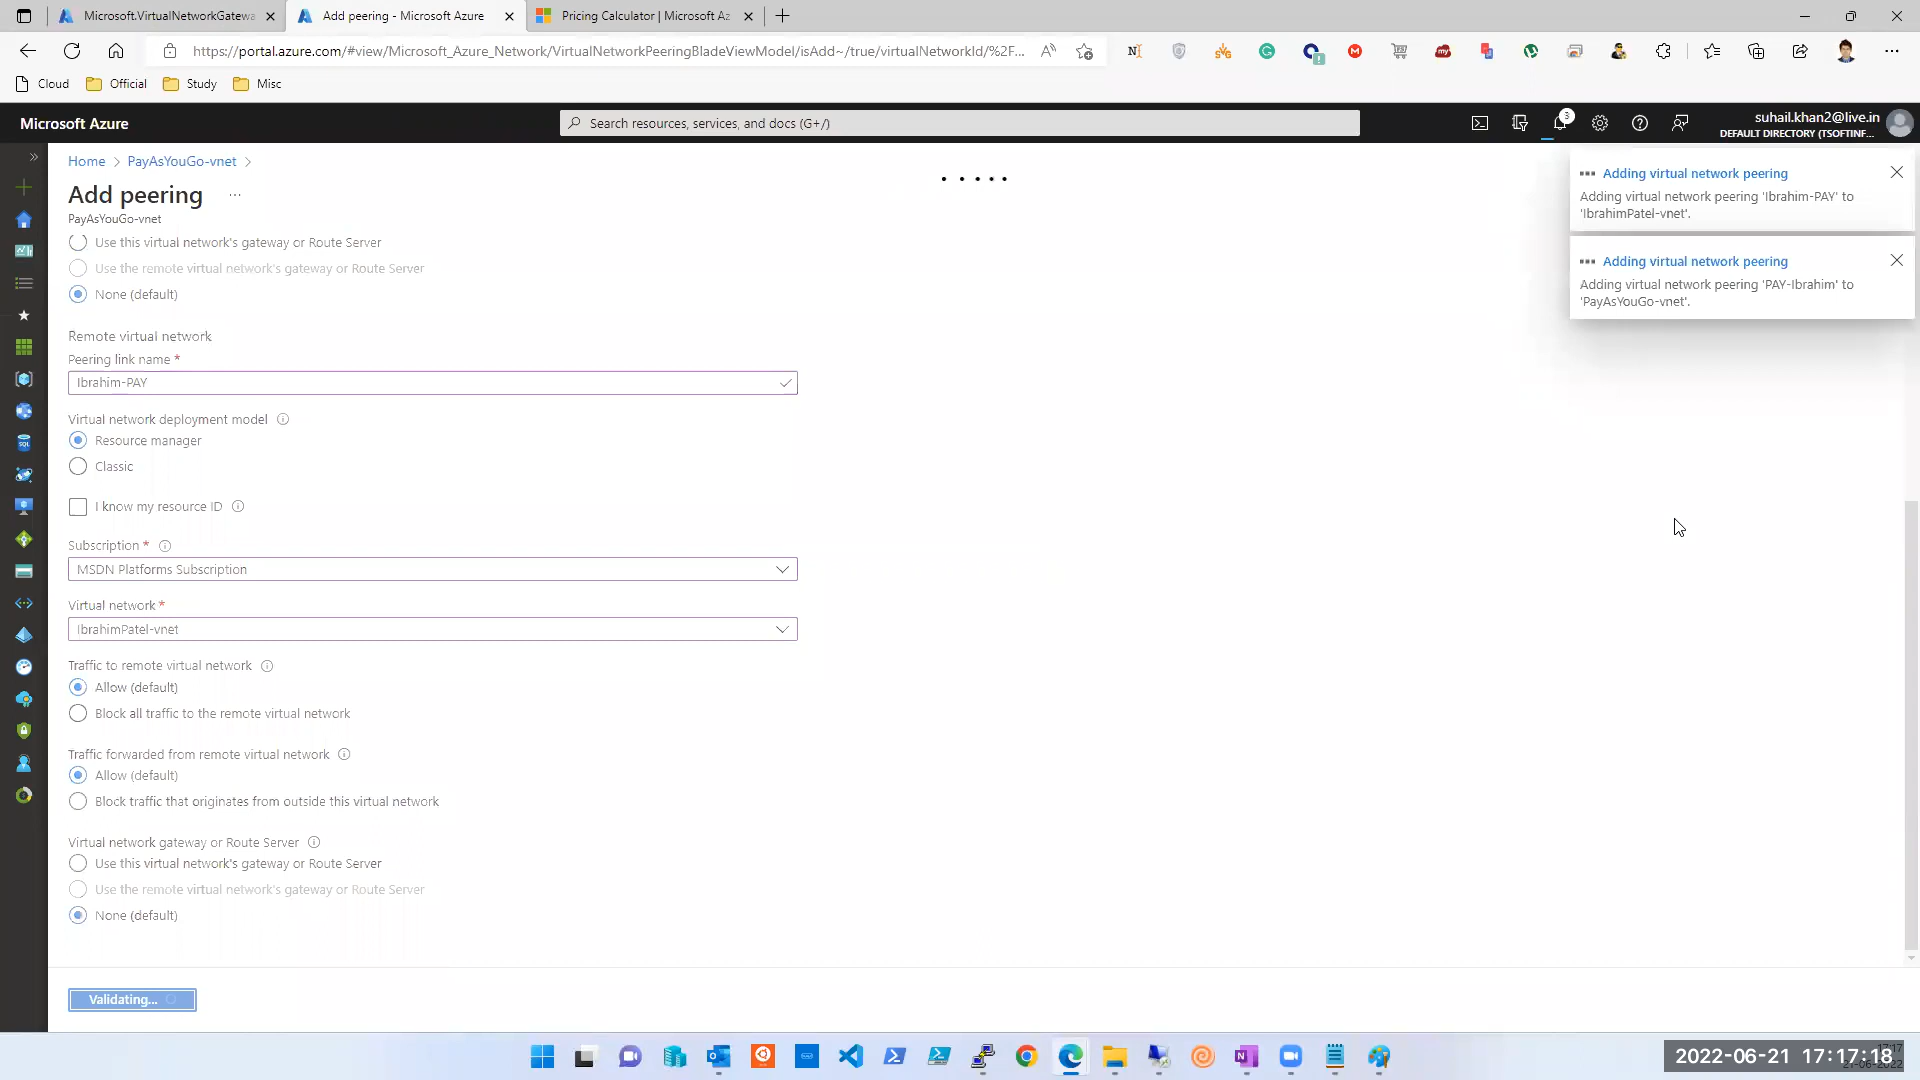 Microsoft.VirtualNetworkGatewa
Add peering - Microsoft Azure
Pricing Calculator | Microsoft Az
https://portal.azure.com/#view/Microsoft_Azure_Network/VirtualNetworkPeeringBladeViewModel/isAdd~/true/virtualNetworkId/%2F...
Cloud
Official
Study
Misc
Microsoft Azure
Search resources, services, and docs (G+/)
3
suhail.khan2@live.in
DEFAULT DIRECTORY (TSOFTINF...
Home > PayAsYouGo-vnet >
Add peering ...
PayAsYouGo-vnet
Use this virtual network's gateway or Route Server
Use the remote virtual network's gateway or Route Server
None (default)
Remote virtual network
Peering link name *
Ibrahim-PAY
Virtual network deployment model
Resource manager
Classic
I know my resource ID
Subscription *
MSDN Platforms Subscription
Virtual network *
IbrahimPatel-vnet
Traffic to remote virtual network
Allow (default)
Block all traffic to the remote virtual network
Traffic forwarded from remote virtual network
Allow (default)
Block traffic that originates from outside this virtual network
Virtual network gateway or Route Server
Use this virtual network's gateway or Route Server
Use the remote virtual network's gateway or Route Server
None (default)
Validating...
Adding virtual network peering
Adding virtual network peering 'Ibrahim-PAY' to
'IbrahimPatel-vnet'.
Adding virtual network peering
Adding virtual network peering 'PAY-Ibrahim' to
'PayAsYouGo-vnet'.
2022-06-21 17:17:18